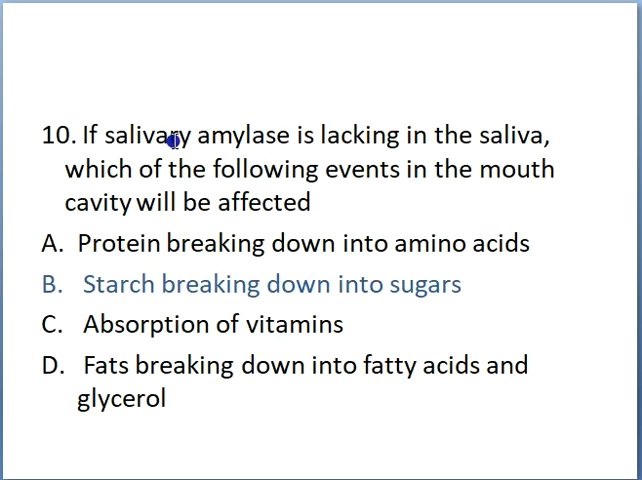 10. If salivary amylase is lacking in the saliva,
which of the following events in the mouth
cavity will be affected
A. Protein breaking down into amino acids
B. Starch breaking down into sugars
C. Absorption of vitamins
D. Fats breaking down into fatty acids and
glycerol